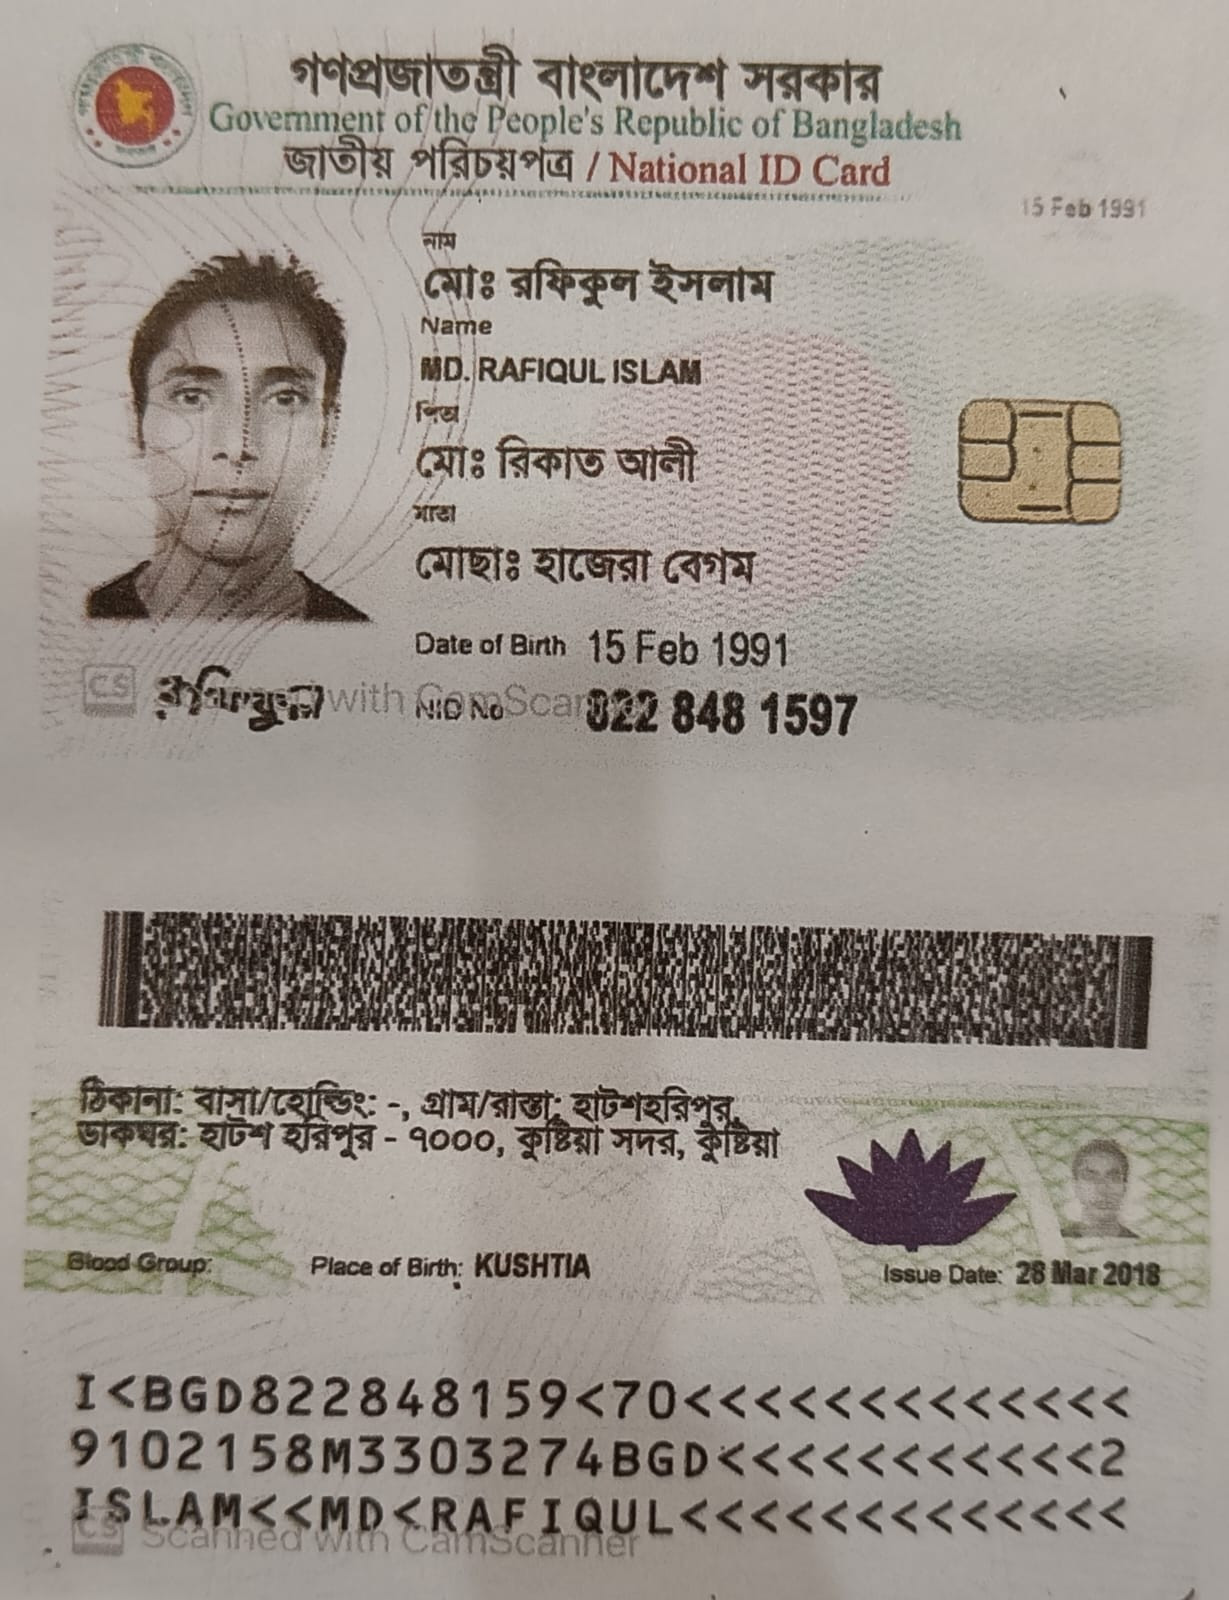 গণপ্রজাতন্ত্রী বাংলাদেশ সরকার
Government of the People's Republic of Bangladesh
জাতীয় পরিচয়পত্র / National ID Card
15 Feb 1991
নাম
মোঃ রফিকুল ইসলাম
Name
MD. RAFIQUL ISLAM
পিতা
মোঃ রিকাত আলী
মাতা
মোছাঃ হাজেরা বেগম
Date of Birth 15 Feb 1991
রফিকুল
CS with CamScanner
NID No 822 848 1597
ঠিকানা: বাসা/হোল্ডিং: -, গ্রাম/রাস্তা: হাটশহরিপুর,
ডাকঘর: হাটশ হরিপুর - ৭০০০, কুষ্টিয়া সদর, কুষ্টিয়া
Blood Group:
Place of Birth: KUSHTIA
Issue Date: 28 Mar 2018
I<BGD822848159<70<<<<<<<<<<<<<
9102158M3303274BGD<<<<<<<<<<<2
ISLAM<<MD<RAFIQUL<<<<<<<<<<<<<
CS Scanned with CamScanner